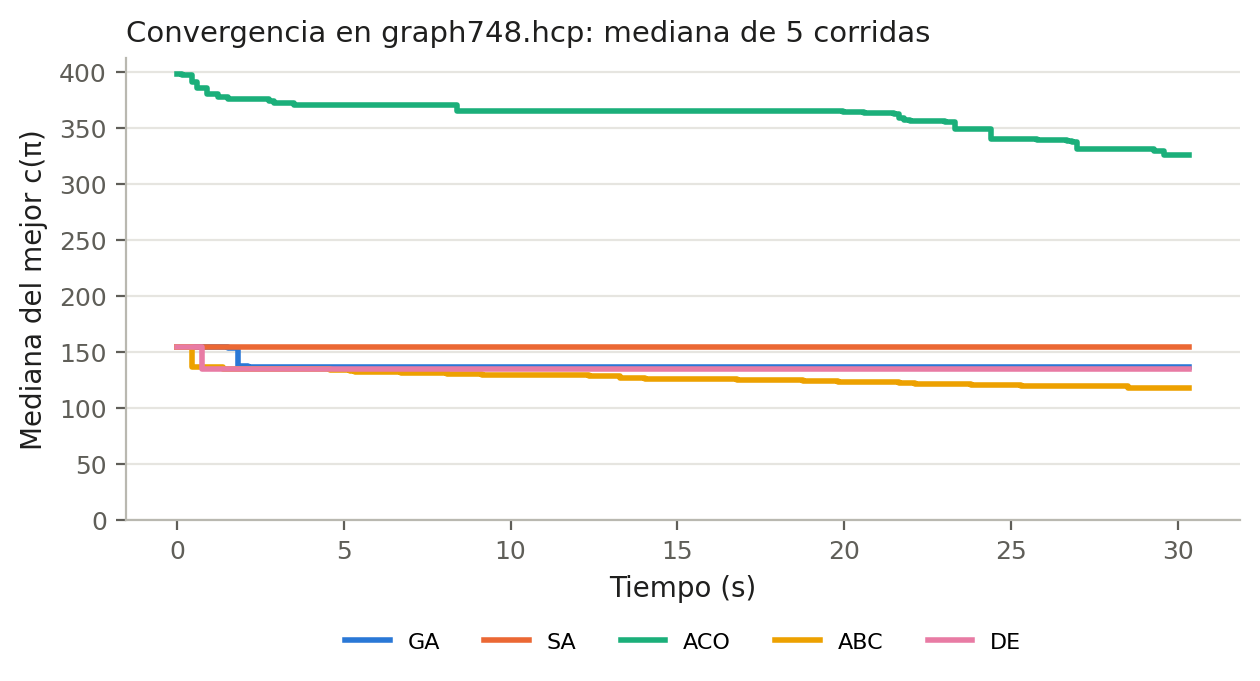 Convergencia en graph748.hcp: mediana de 5 corridas
Mediana del mejor c(π)
400
350
300
250
200
150
100
50
0
0 5 10 15 20 25 30
Tiempo (s)
GA SA ACO ABC DE